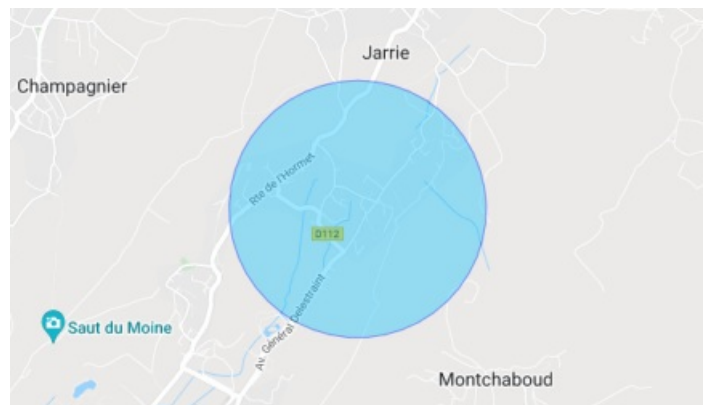 Jarrie
Champagnier
Rte de l'Hormet
D112
Av. Général Delestraint
Saut du Moine
Montchaboud